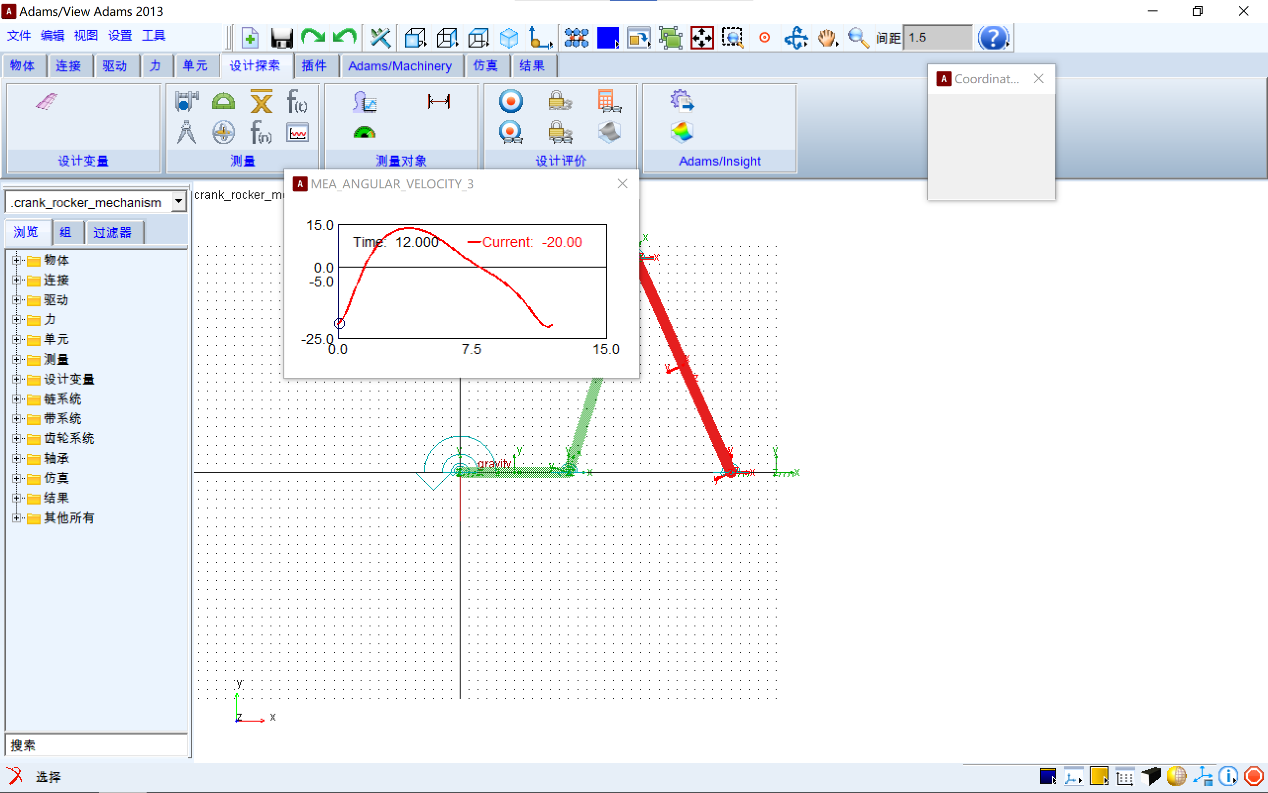 Adams/View Adams 2013
文件 编辑 视图 设置 工具
间距 1.5
物体 连接 驱动 力 单元 设计探索 插件 Adams/Machinery 仿真 结果
f(t)
f(n)
设计变量 测量 测量对象 设计评价 Adams/Insight
Coordinat...
.crank_rocker_mechanism
浏览 组 过滤器
物体
连接
驱动
力
单元
测量
设计变量
链系统
带系统
齿轮系统
轴承
仿真
结果
其他所有
搜索
选择
crank_rocker_m
MEA_ANGULAR_VELOCITY_3
15.0
Time: 12.000 Current: -20.00
0.0
-5.0
-25.0
0.0 7.5 15.0
gravity
y
z x